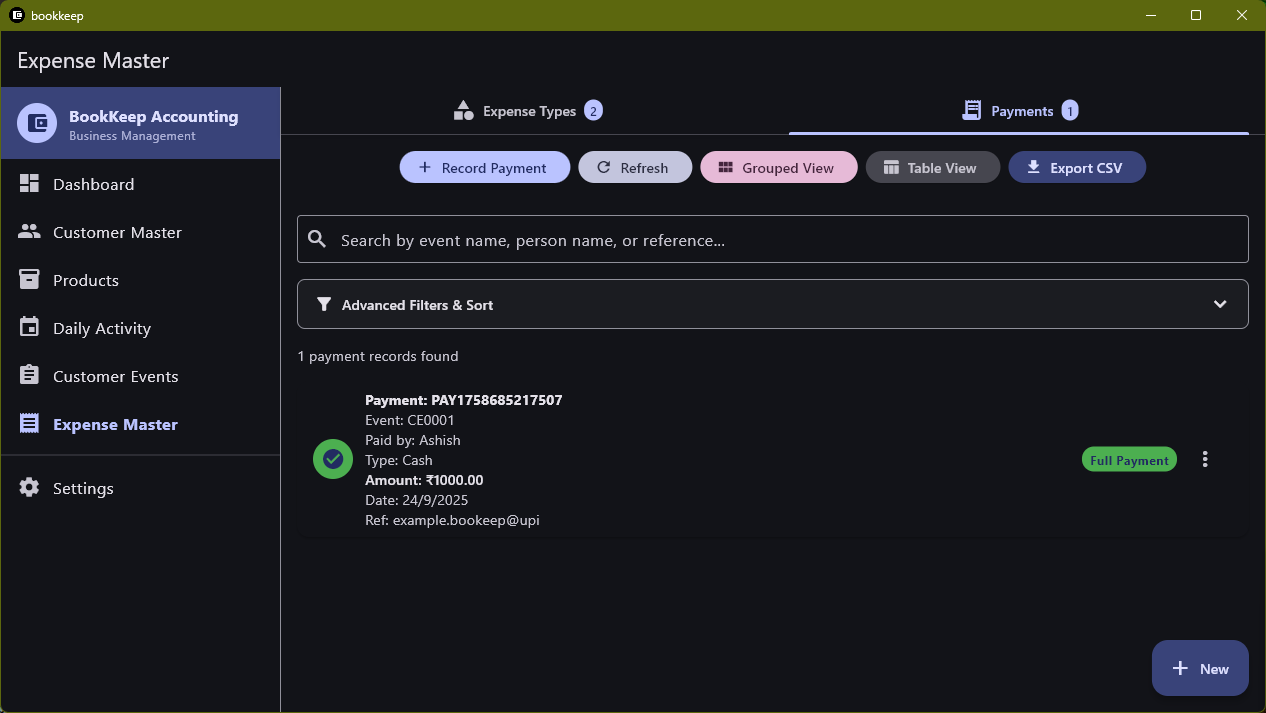 bookkeep
Expense Master
BookKeep Accounting
Business Management
Dashboard
Customer Master
Products
Daily Activity
Customer Events
Expense Master
Settings
Expense Types 2
Payments 1
Record Payment
Refresh
Grouped View
Table View
Export CSV
Search by event name, person name, or reference...
Advanced Filters & Sort
1 payment records found
Payment: PAY1758685217507
Event: CE0001
Paid by: Ashish
Type: Cash
Amount: ₹1000.00
Date: 24/9/2025
Ref: example.bookeep@upi
Full Payment
New